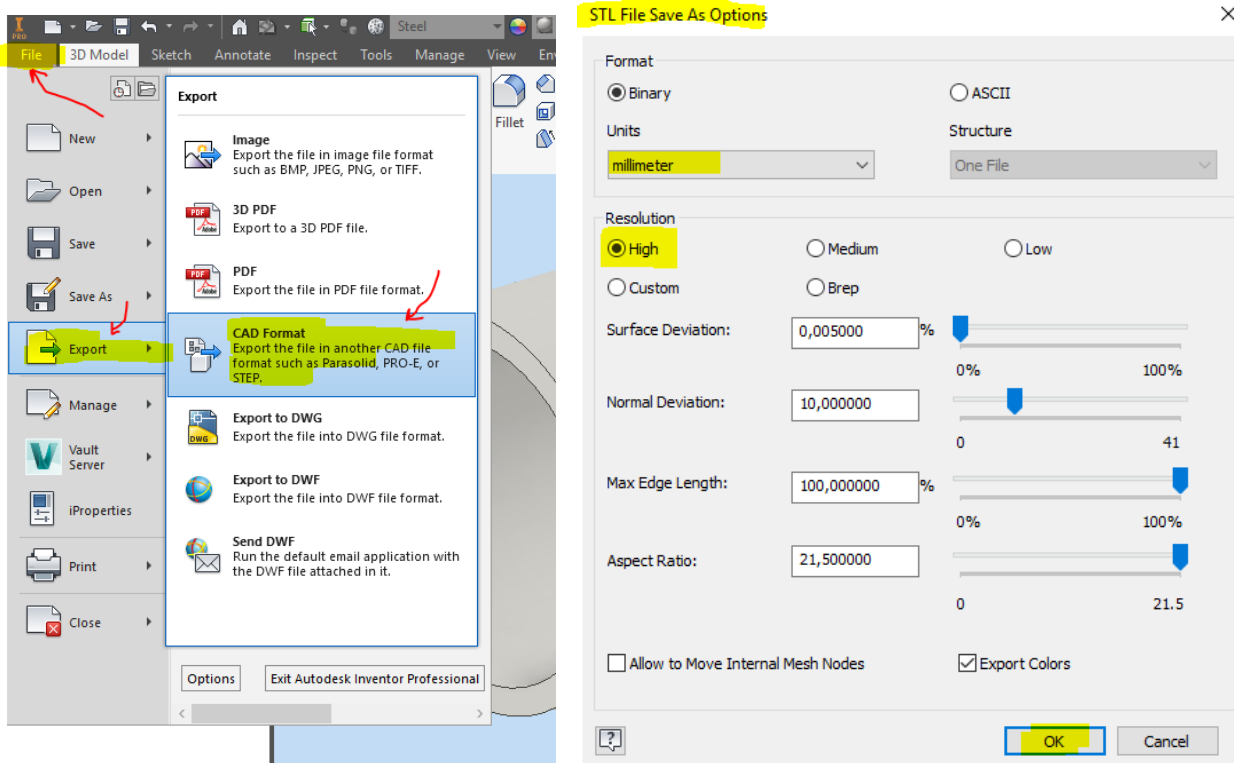 PRO
Steel
File 3D Model Sketch Annotate Inspect Tools Manage View En
Export
New
Open
Save
Save As
Export
Manage
Vault
Server
iProperties
Print
Close
Image
Export the file in image file format
such as BMP, JPEG, PNG, or TIFF.
PDF
Adobe
3D PDF
Export to a 3D PDF file.
PDF
Adobe
PDF
Export the file in PDF file format.
CAD Format
Export the file in another CAD file
format such as Parasolid, PRO-E, or
STEP.
DWG
Export to DWG
Export the file into DWG file format.
Export to DWF
Export the file into DWF file format.
Send DWF
Run the default email application with
the DWF file attached in it.
Options Exit Autodesk Inventor Professional
Fillet
STL File Save As Options
Format
Binary ASCII
Units Structure
millimeter One File
Resolution
High Medium Low
Custom Brep
Surface Deviation: 0,005000 %
0% 100%
Normal Deviation: 10,000000
0 41
Max Edge Length: 100,000000 %
0% 100%
Aspect Ratio: 21,500000
0 21.5
Allow to Move Internal Mesh Nodes Export Colors
OK Cancel